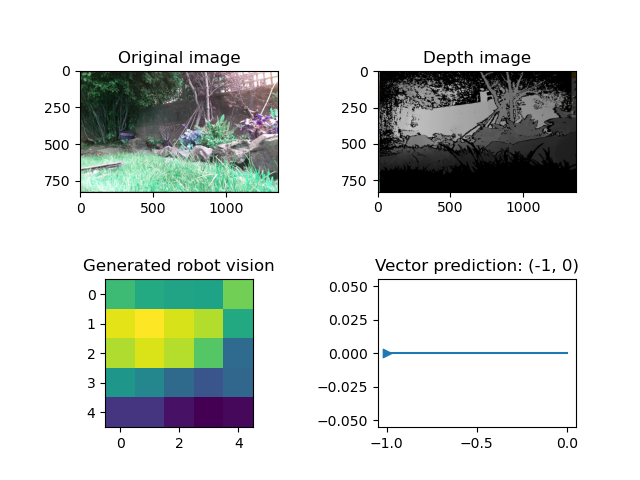 Original image
0
250
500
750
0 500 1000
Depth image
0
250
500
750
0 500 1000
Generated robot vision
0
1
2
3
4
0 2 4
Vector prediction: (-1, 0)
0.050
0.025
0.000
−0.025
−0.050
−1.0 −0.5 0.0